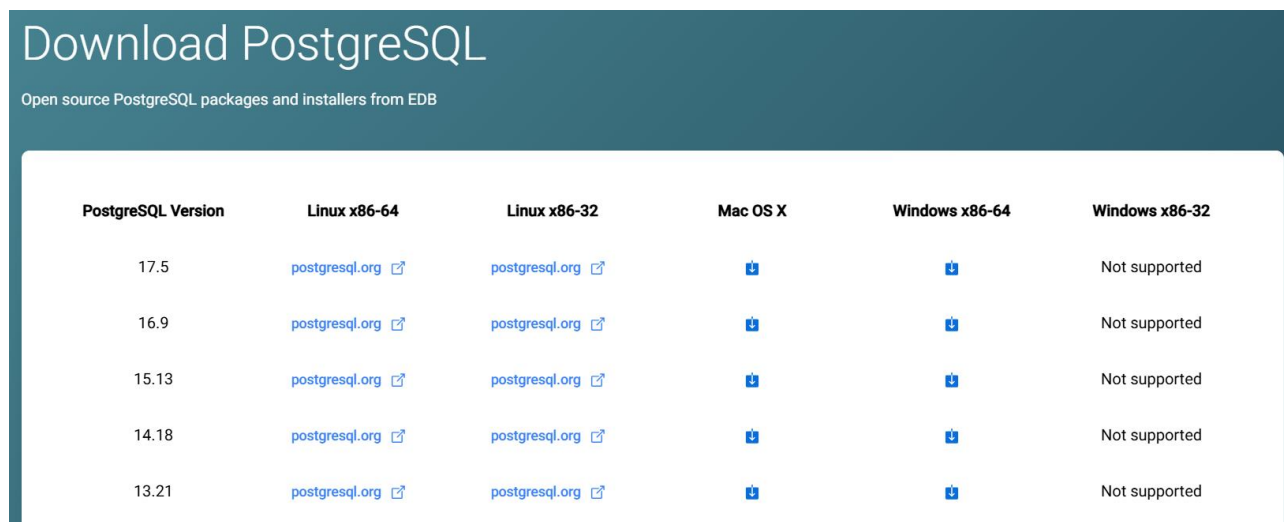 Download PostgreSQL
Open source PostgreSQL packages and installers from EDB
PostgreSQL Version Linux x86-64 Linux x86-32 Mac OS X Windows x86-64 Windows x86-32
17.5 postgresql.org postgresql.org Not supported
16.9 postgresql.org postgresql.org Not supported
15.13 postgresql.org postgresql.org Not supported
14.18 postgresql.org postgresql.org Not supported
13.21 postgresql.org postgresql.org Not supported